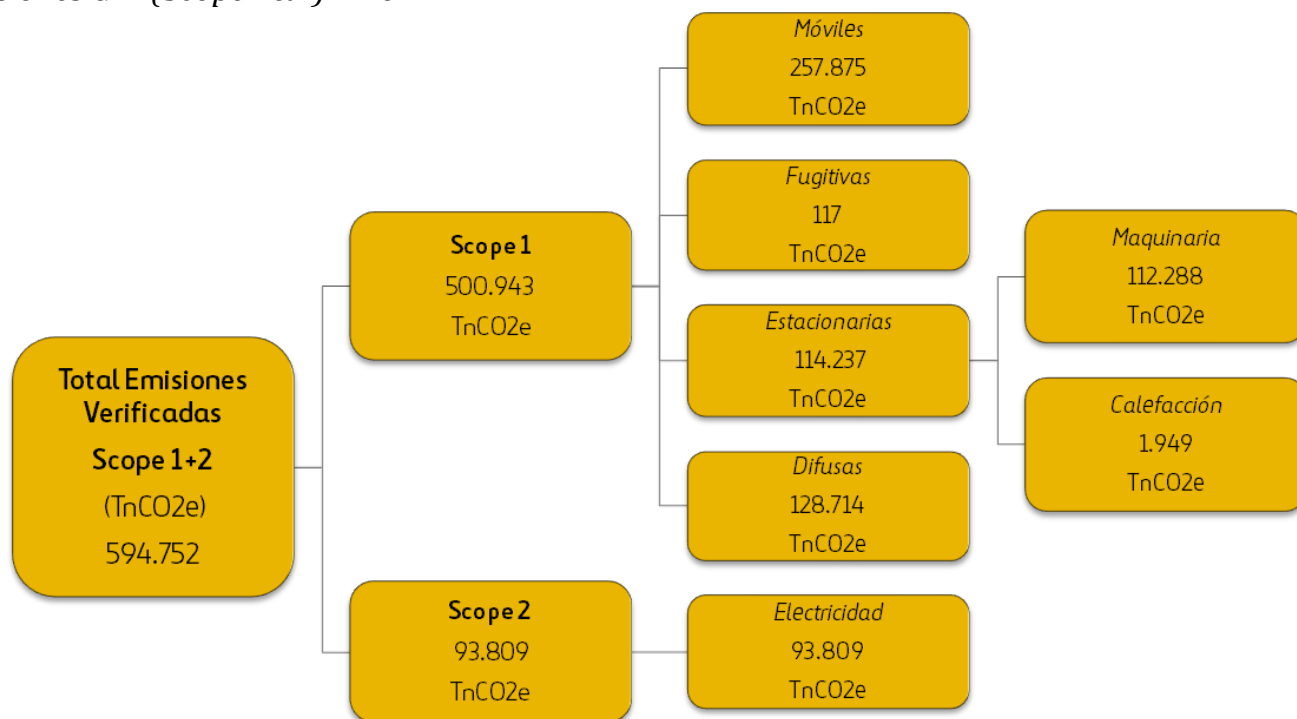 Móviles
257.875
TnCO2e
Fugitivas
117
TnCO2e
Scope 1
500.943
TnCO2e
Maquinaria
112.288
TnCO2e
Estacionarias
114.237
TnCO2e
Total Emisiones
Verificadas
Scope 1+2
(TnCO2e)
594.752
Calefacción
1.949
TnCO2e
Difusas
128.714
TnCO2e
Scope 2
93.809
TnCO2e
Electricidad
93.809
TnCO2e